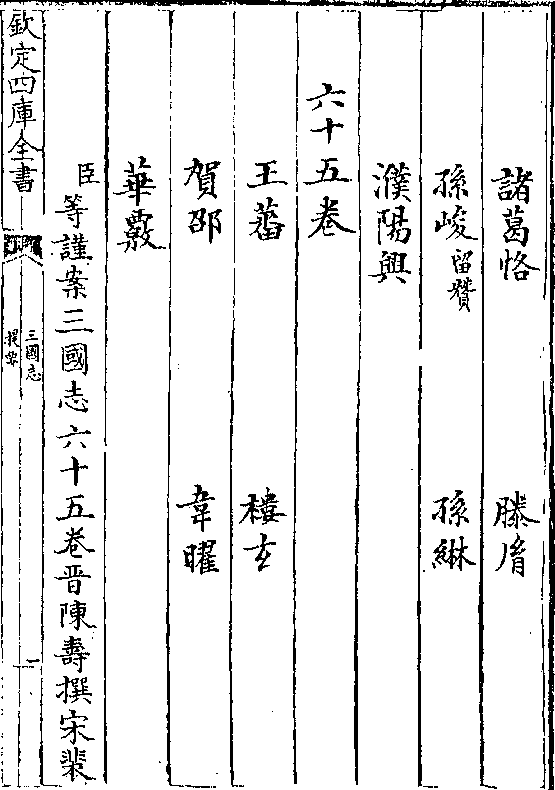 諸葛恪 滕胤
孫峻 留贊 孫綝
濮陽興
六十五卷
王蕃 樓玄
賀邵 韋曜
華覈
臣等謹案三國志六十五卷晉陳壽撰宋裴
欽定四庫全書
三國志
提要
一